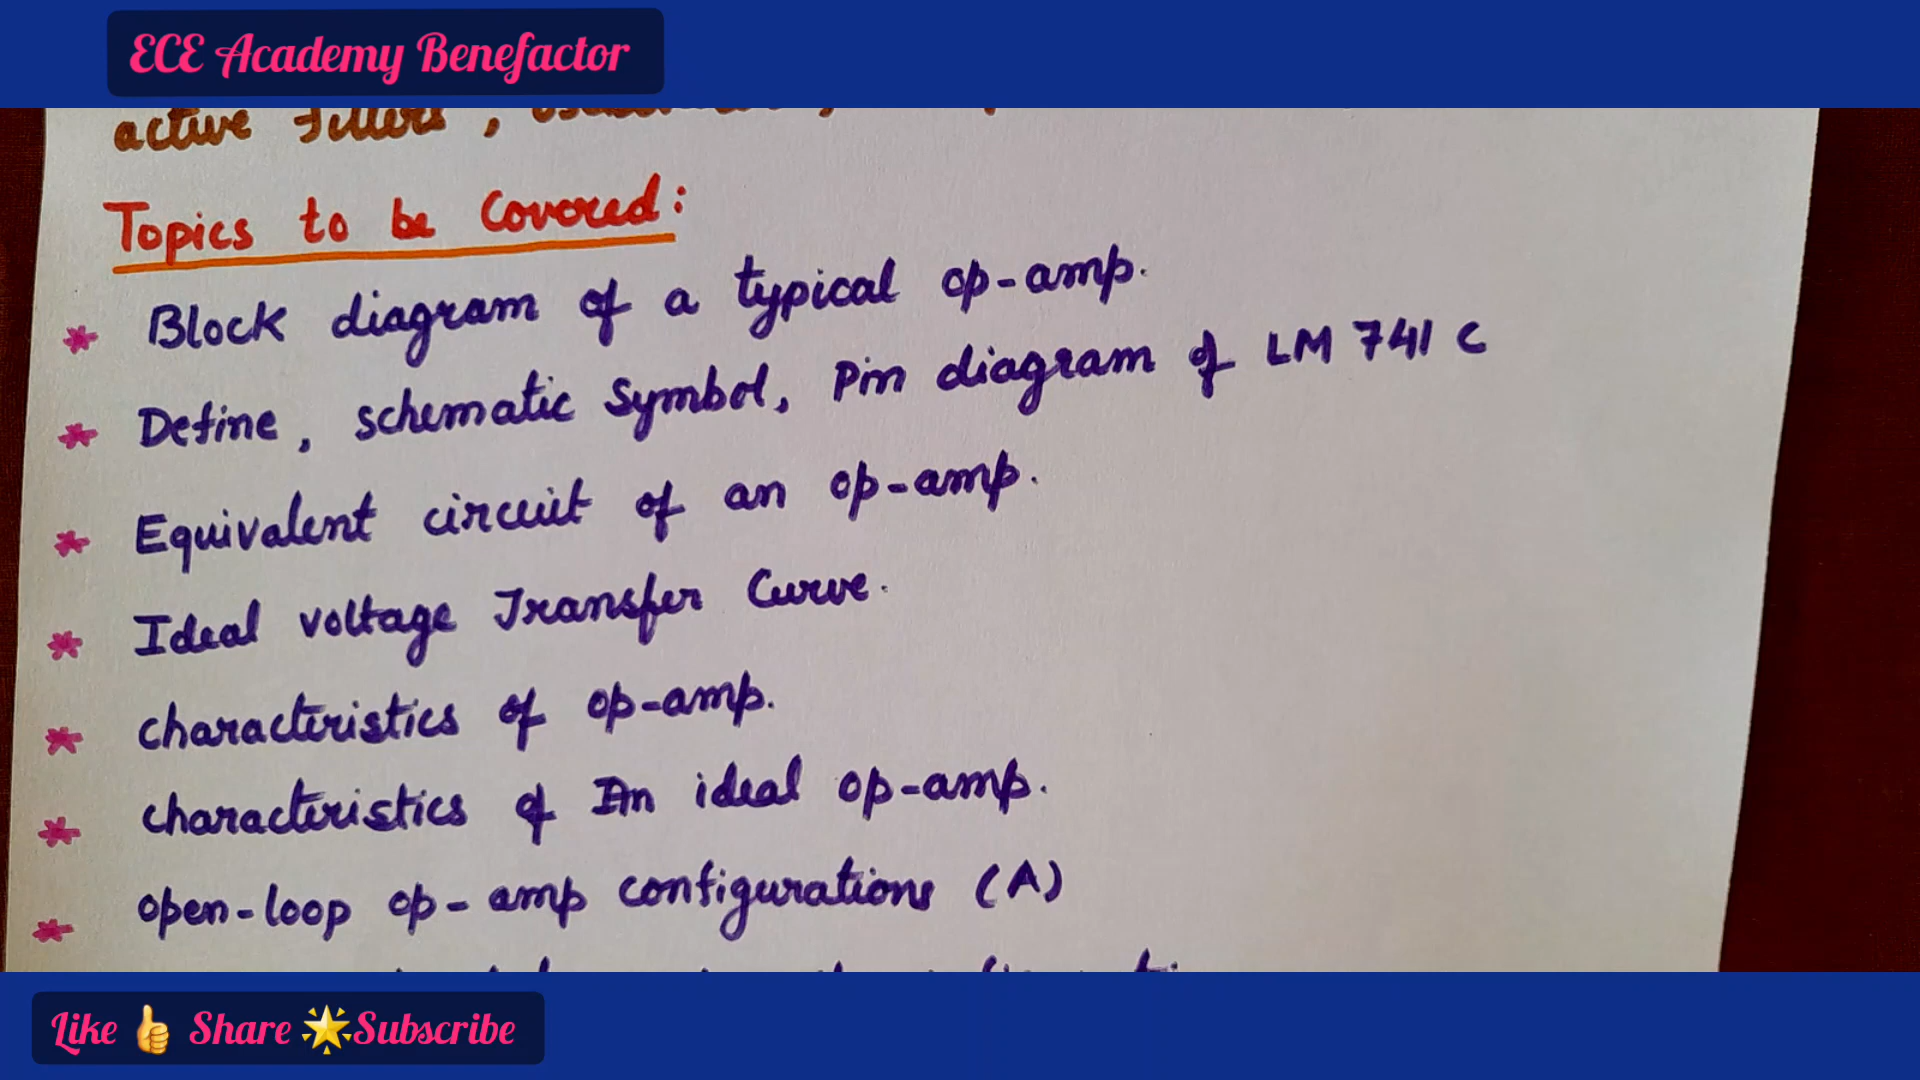 ECE Academy Benefactor
active filters,
Topics to be Covered:
* Block diagram of a typical op-amp.
* Define, schematic Symbol, Pin diagram of LM 741 C
* Equivalent circuit of an op-amp.
* Ideal voltage Transfer Curve.
* characteristics of op-amp.
* characteristics of An ideal op-amp.
* open-loop op-amp configurations (A)
Like 👍 Share 🌟Subscribe